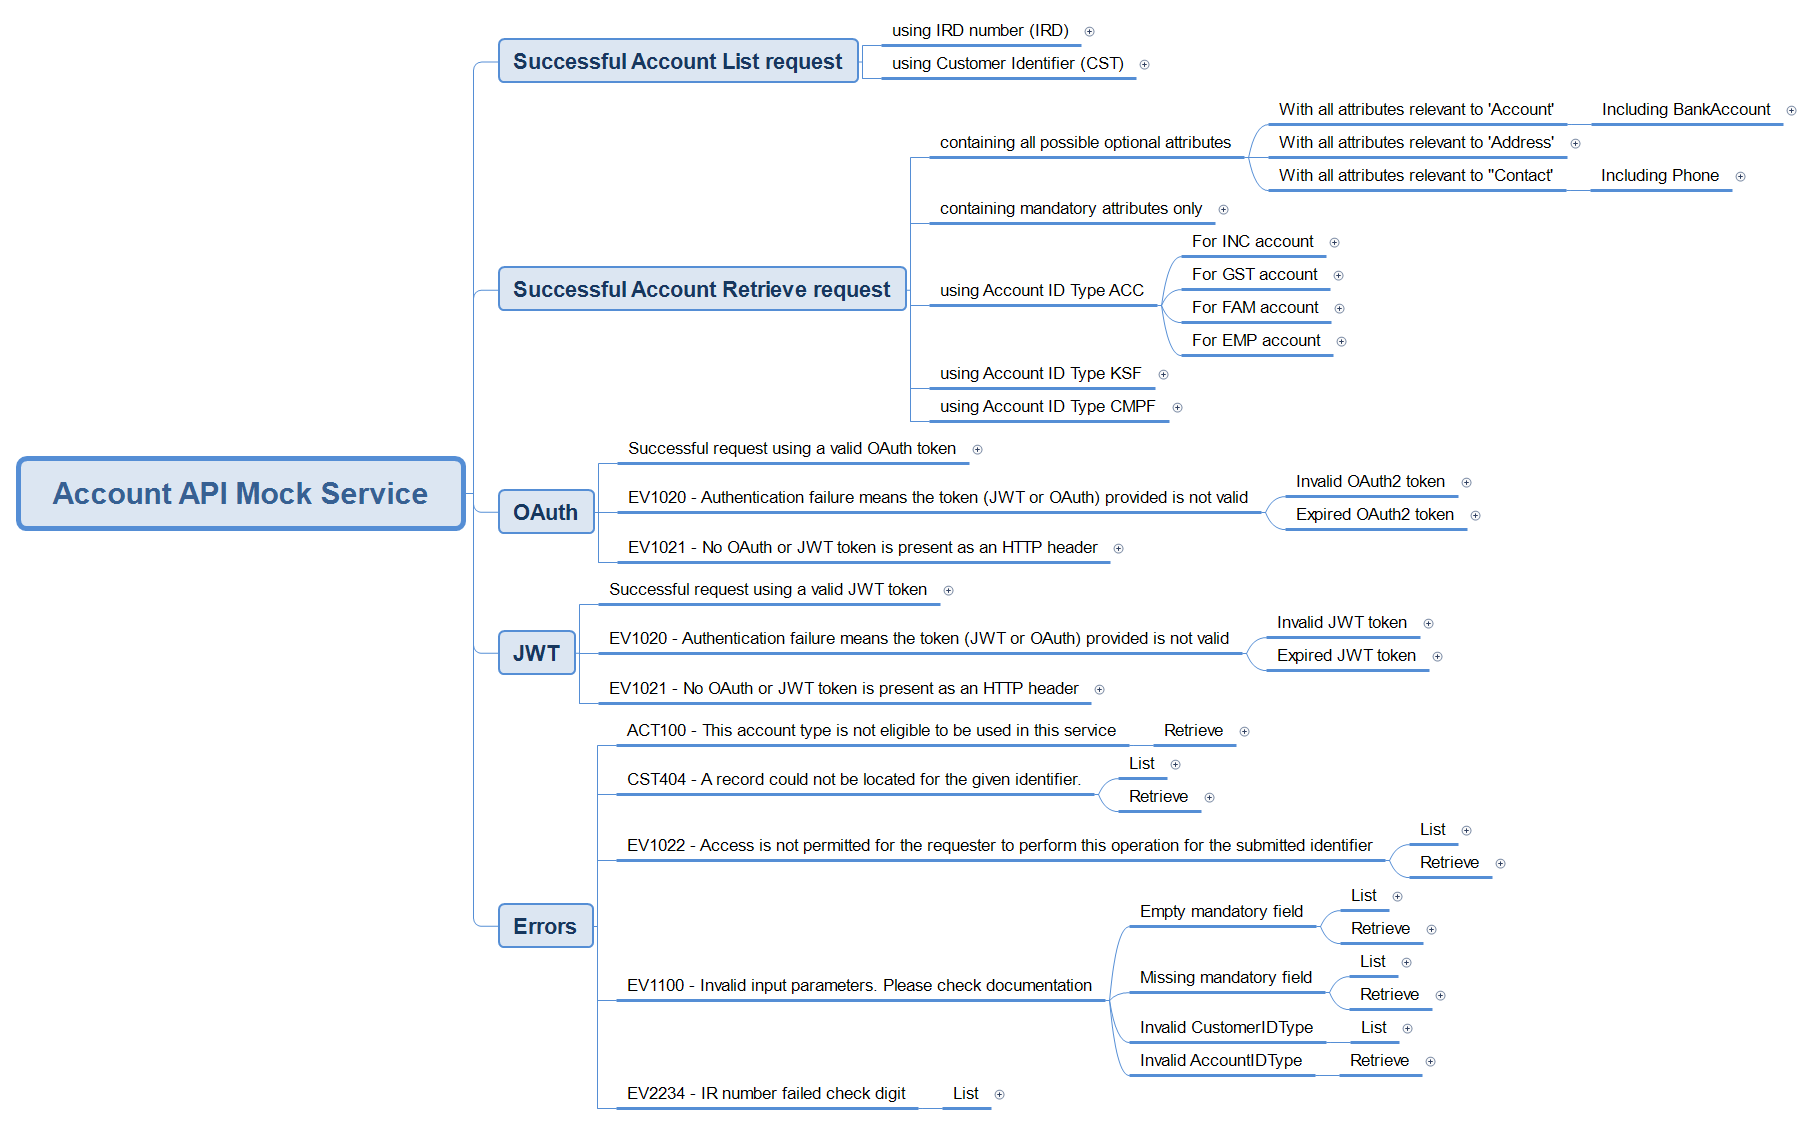 Account API Mock Service
Successful Account List request
using IRD number (IRD)
using Customer Identifier (CST)
Successful Account Retrieve request
containing all possible optional attributes
With all attributes relevant to 'Account'
Including BankAccount
With all attributes relevant to 'Address'
With all attributes relevant to "Contact'
Including Phone
containing mandatory attributes only
using Account ID Type ACC
For INC account
For GST account
For FAM account
For EMP account
using Account ID Type KSF
using Account ID Type CMPF
OAuth
Successful request using a valid OAuth token
EV1020 - Authentication failure means the token (JWT or OAuth) provided is not valid
Invalid OAuth2 token
Expired OAuth2 token
EV1021 - No OAuth or JWT token is present as an HTTP header
JWT
Successful request using a valid JWT token
EV1020 - Authentication failure means the token (JWT or OAuth) provided is not valid
Invalid JWT token
Expired JWT token
EV1021 - No OAuth or JWT token is present as an HTTP header
Errors
ACT100 - This account type is not eligible to be used in this service
Retrieve
CST404 - A record could not be located for the given identifier.
List
Retrieve
EV1022 - Access is not permitted for the requester to perform this operation for the submitted identifier
List
Retrieve
EV1100 - Invalid input parameters. Please check documentation
Empty mandatory field
List
Retrieve
Missing mandatory field
List
Retrieve
Invalid CustomerIDType
List
Invalid AccountIDType
Retrieve
EV2234 - IR number failed check digit
List